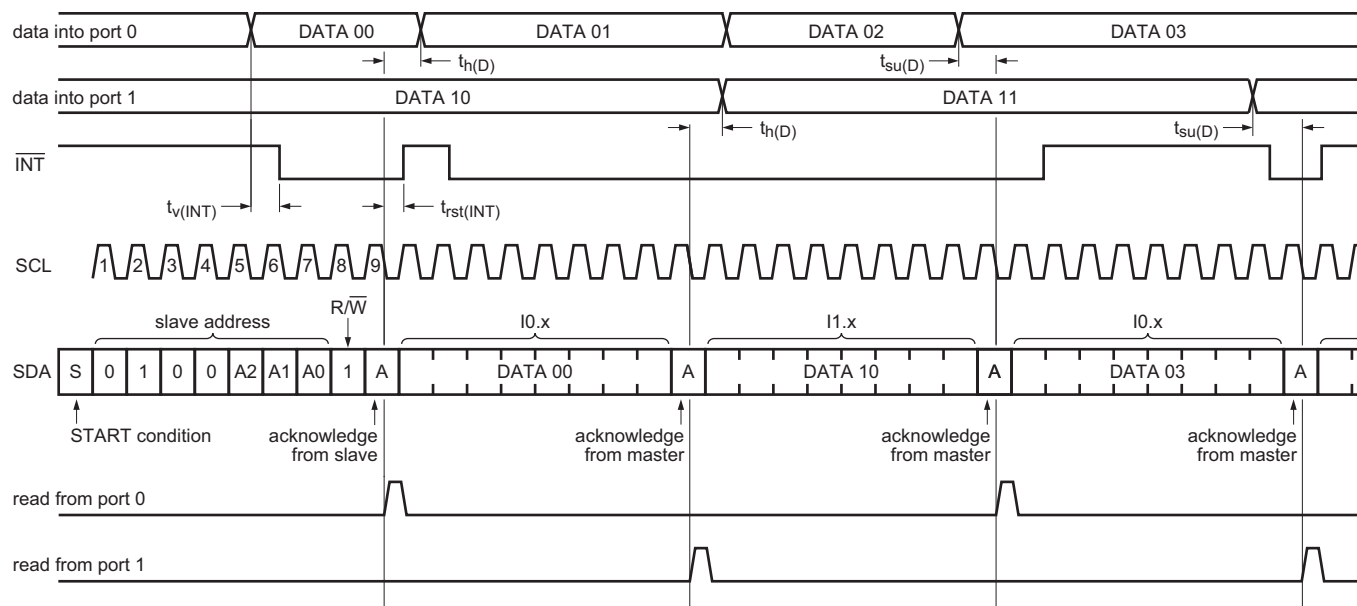 data into port 0
DATA 00 DATA 01 DATA 02 DATA 03
th(D) tsu(D)
data into port 1
DATA 10 DATA 11
th(D) tsu(D)
INT
tv(INT) trst(INT)
SCL
1 2 3 4 5 6 7 8 9
R/W
slave address I0.x I1.x I0.x
SDA S 0 1 0 0 A2 A1 A0 1 A DATA 00 A DATA 10 A DATA 03 A
START condition
acknowledge
from slave
acknowledge
from master
acknowledge
from master
acknowledge
from master
read from port 0
read from port 1